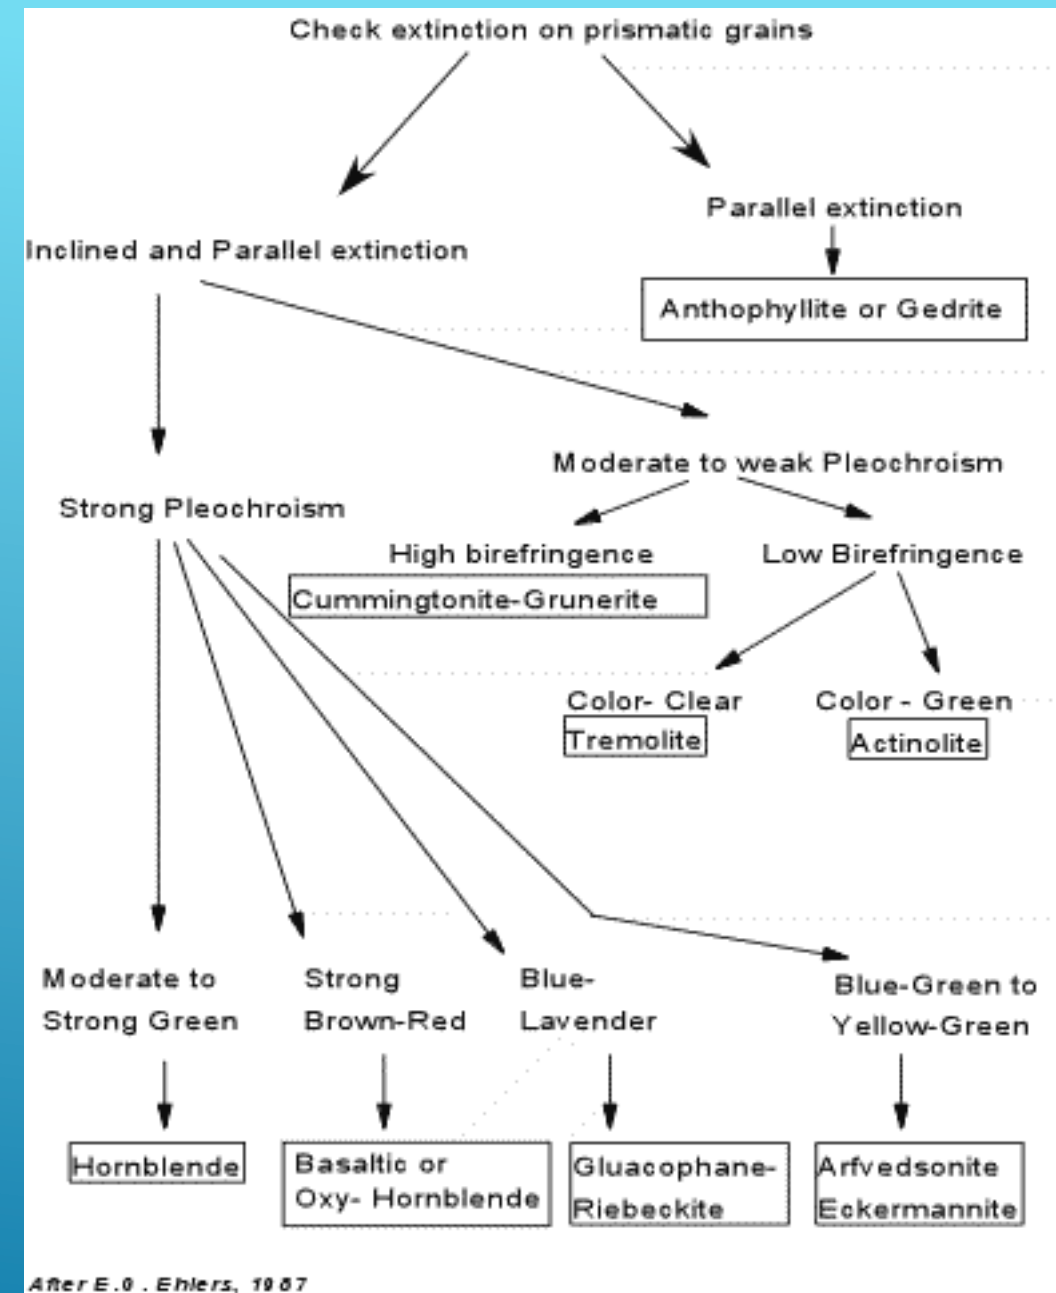 Check extinction on prismatic grains
Parallel extinction
Inclined and Parallel extinction
Anthophyllite or Gedrite
Moderate to weak Pleochroism
Strong Pleochroism
High birefringence
Low Birefringence
Cummingtonite-Grunerite
Color- Clear
Color - Green
Tremolite
Actinolite
Moderate to
Strong Green
Strong
Brown-Red
Blue-
Lavender
Blue-Green to
Yellow-Green
Hornblende
Basaltic or
Oxy- Hornblende
Gluacophane-
Riebeckite
Arfvedsonite
Eckermannite
After E.0 . Ehlers, 1987